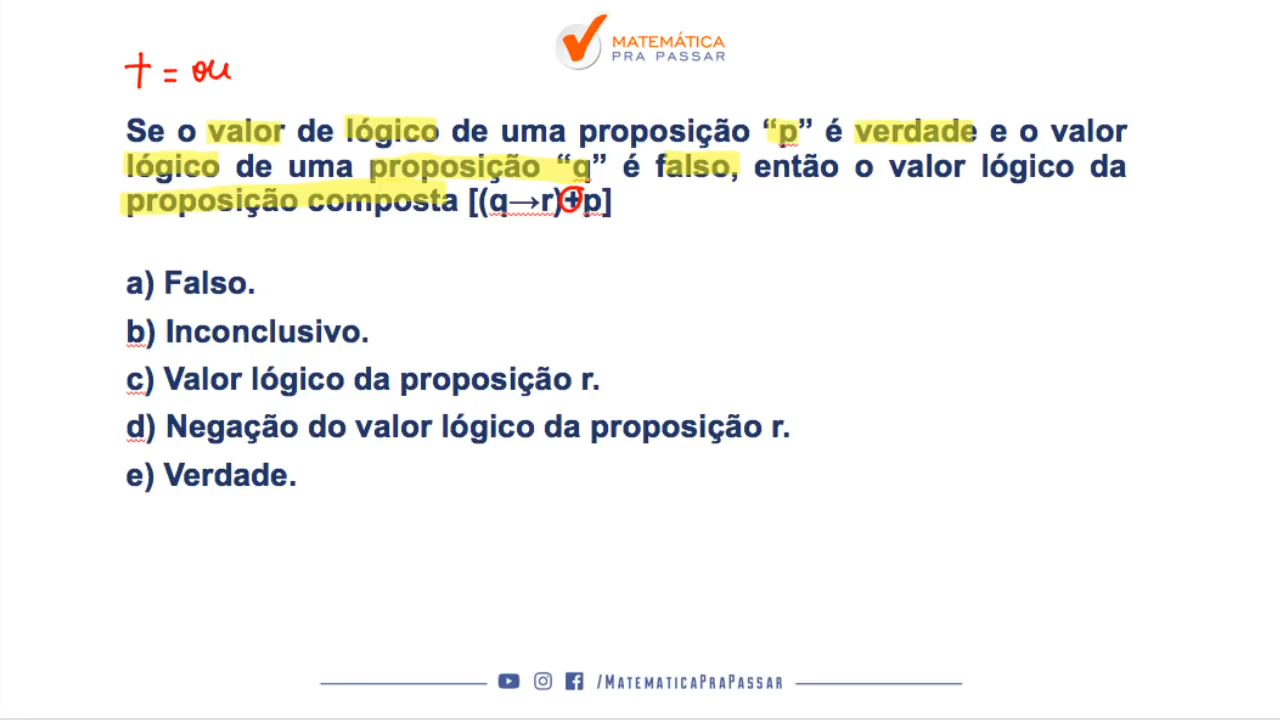 MATEMÁTICA
PRA PASSAR
+ = ou
Se o valor de lógico de uma proposição “p” é verdade e o valor
lógico de uma proposição “q” é falso, então o valor lógico da
proposição composta [(q→r)+p]
a) Falso.
b) Inconclusivo.
c) Valor lógico da proposição r.
d) Negação do valor lógico da proposição r.
e) Verdade.
/MATEMATICAPRAPASSAR